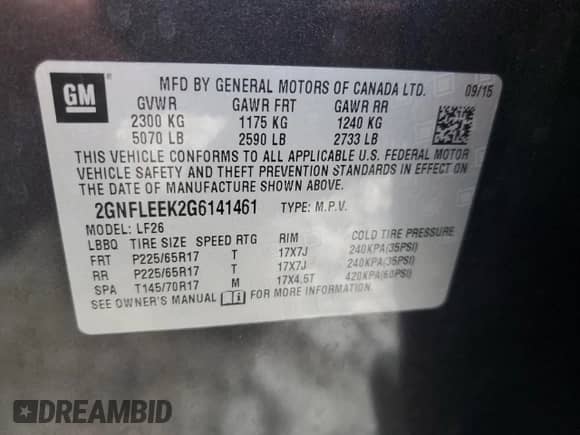 GM
MFD BY GENERAL MOTORS OF CANADA LTD. 09/15
GVWR GAWR FRT GAWR RR
2300 KG 1175 KG 1240 KG
5070 LB 2590 LB 2733 LB
THIS VEHICLE CONFORMS TO ALL APPLICABLE U.S. FEDERAL MOTOR
VEHICLE SAFETY AND THEFT PREVENTION STANDARDS IN EFFECT ON
THE DATE OF MANUFACTURE SHOWN ABOVE.
2GNFLEEK2G6141461 TYPE: M.P.V.
MODEL: LF26
LBBQ TIRE SIZE SPEED RTG RIM COLD TIRE PRESSURE
FRT P225/65R17 T 17X7J 240KPA(35PSI)
RR P225/65R17 T 17X7J 240KPA(35PSI)
SPA T145/70R17 M 17X4.5T 420KPA(60PSI)
SEE OWNER'S MANUAL FOR MORE INFORMATION.
DREAMBID